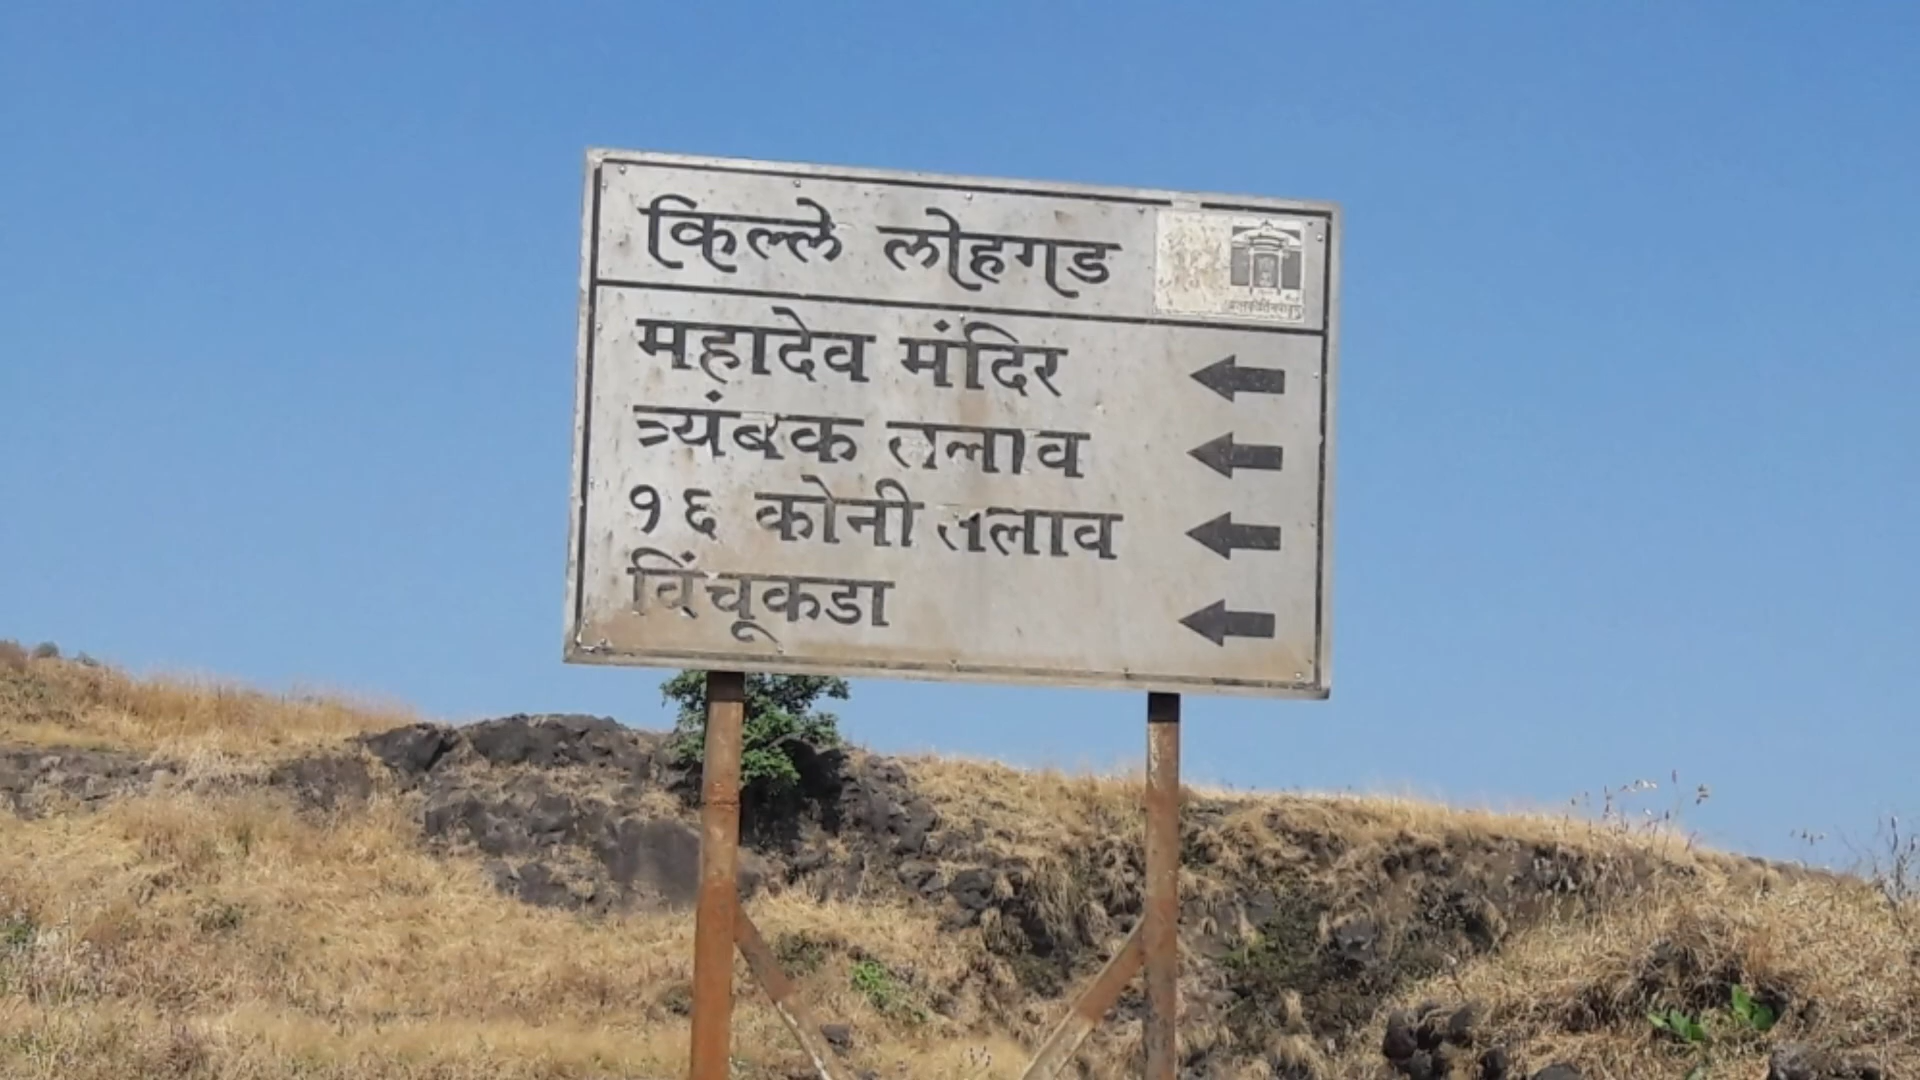 किल्ले लोहगड
महादेव मंदिर
त्र्यंबक तलाव
१६ कोनी तलाव
विंचूकडा